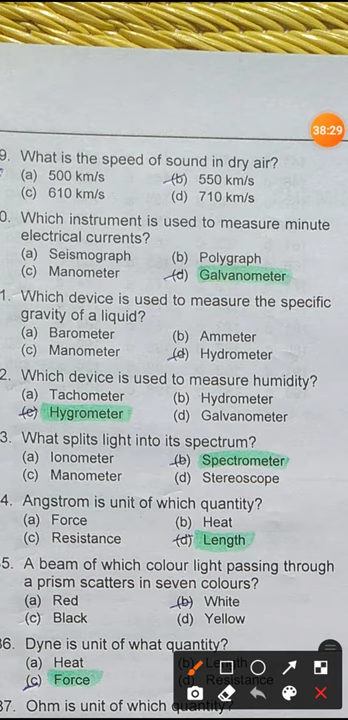 38:29
9. What is the speed of sound in dry air?
(a) 500 km/s (b) 550 km/s
(c) 610 km/s (d) 710 km/s
0. Which instrument is used to measure minute
electrical currents?
(a) Seismograph (b) Polygraph
(c) Manometer (d) Galvanometer
1. Which device is used to measure the specific
gravity of a liquid?
(a) Barometer (b) Ammeter
(c) Manometer (d) Hydrometer
2. Which device is used to measure humidity?
(a) Tachometer (b) Hydrometer
(c) Hygrometer (d) Galvanometer
3. What splits light into its spectrum?
(a) Ionometer (b) Spectrometer
(c) Manometer (d) Stereoscope
4. Angstrom is unit of which quantity?
(a) Force (b) Heat
(c) Resistance (d) Length
5. A beam of which colour light passing through
a prism scatters in seven colours?
(a) Red (b) White
(c) Black (d) Yellow
36. Dyne is unit of what quantity?
(a) Heat (b) Length
(c) Force (d) Resistance
37. Ohm is unit of which quantity?